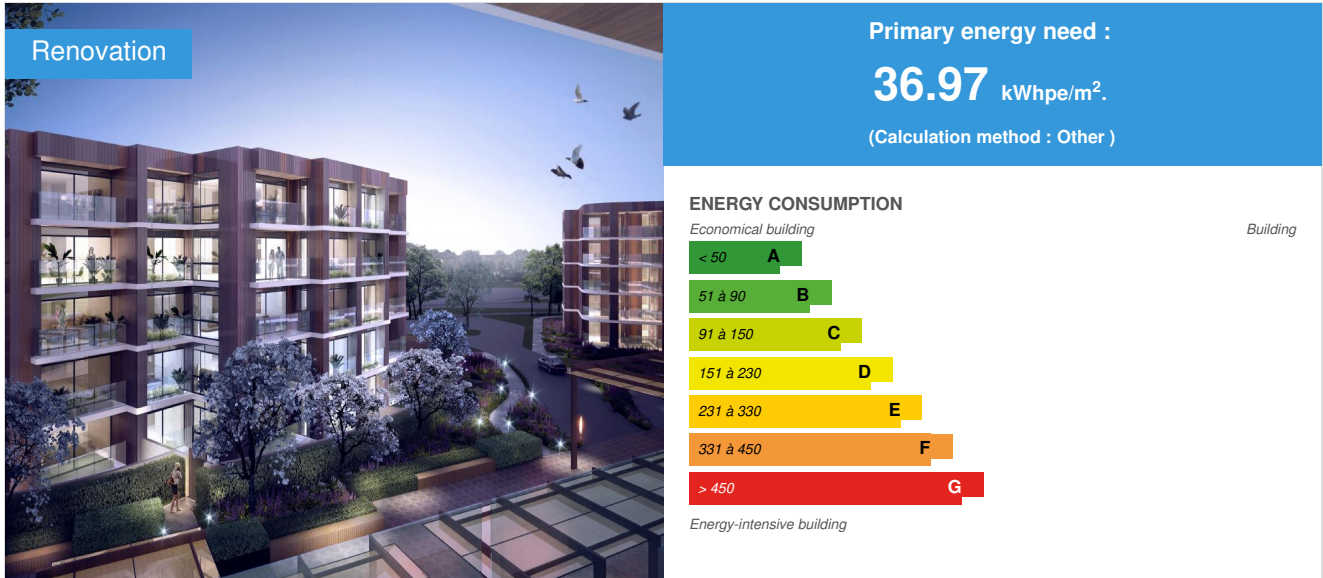 Renovation
Primary energy need :
36.97 kWhpe/m².
(Calculation method : Other )
ENERGY CONSUMPTION
Economical building
Building
< 50 A
51 à 90 B
91 à 150 C
151 à 230 D
231 à 330 E
331 à 450 F
> 450 G
Energy-intensive building